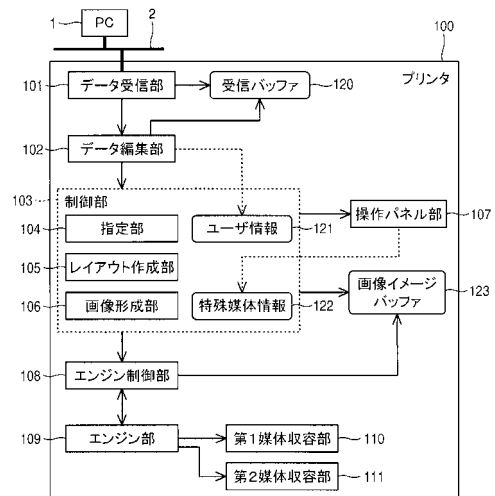 1
PC
2
100
プリンタ
101
データ受信部
受信バッファ
120
102
データ編集部
103
制御部
104
指定部
ユーザ情報
121
操作パネル部
107
105
レイアウト作成部
106
画像形成部
特殊媒体情報
122
画像イメージ
バッファ
123
108
エンジン制御部
109
エンジン部
第1媒体収容部
110
第2媒体収容部
111